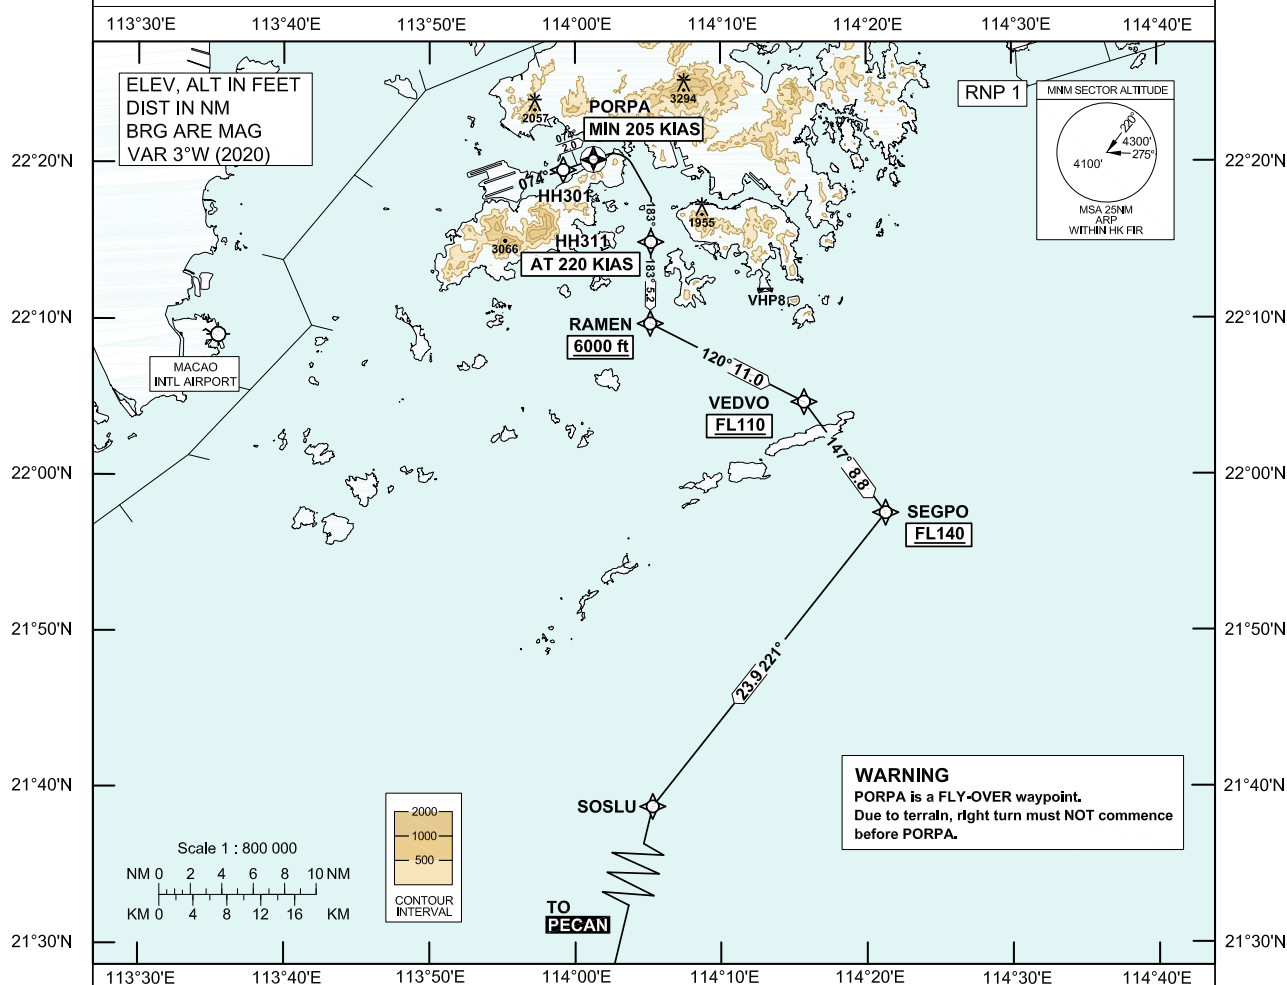 113°30'E 113°40'E 113°50'E 114°00'E 114°10'E 114°20'E 114°30'E 114°40'E
ELEV, ALT IN FEET
DIST IN NM
BRG ARE MAG
VAR 3°W (2020)
RNP 1
MNM SECTOR ALTITUDE
220°
4300'
275°
4100'
MSA 25NM
ARP
WITHIN HK FIR
3294
2057
PORPA
MIN 205 KIAS
074°
2.0
22°20'N
22°20'N
074°
HH301
183°
1955
HH311
AT 220 KIAS
3066
183° 5.2
VHP8
22°10'N
22°10'N
RAMEN
6000 ft
MACAO
INTL AIRPORT
120° 11.0
VEDVO
FL110
147° 8.8
22°00'N
22°00'N
SEGPO
FL140
21°50'N
21°50'N
23.9 221°
21°40'N
21°40'N
SOSLU
WARNING
PORPA is a FLY-OVER waypoint.
Due to terrain, right turn must NOT commence
before PORPA.
2000
1000
500
CONTOUR
INTERVAL
Scale 1 : 800 000
NM 0 2 4 6 8 10 NM
KM 0 4 8 12 16 KM
TO
PECAN
21°30'N
21°30'N
113°30'E 113°40'E 113°50'E 114°00'E 114°10'E 114°20'E 114°30'E 114°40'E